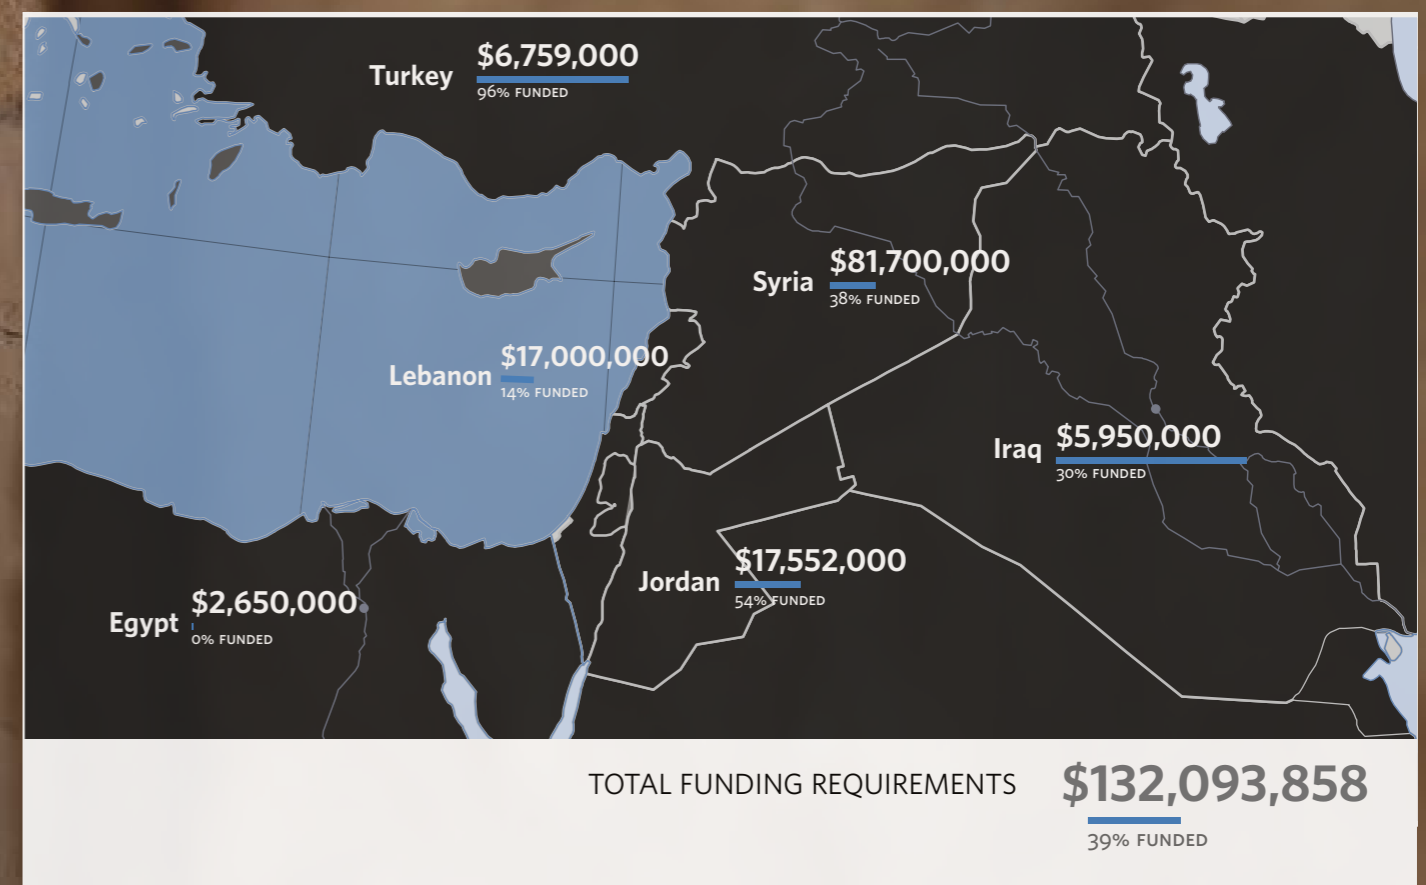 Turkey
$6,759,000
96% FUNDED
Syria
$81,700,000
38% FUNDED
Lebanon
$17,000,000
14% FUNDED
Iraq
$5,950,000
30% FUNDED
Jordan
$17,552,000
54% FUNDED
Egypt
$2,650,000
0% FUNDED
TOTAL FUNDING REQUIREMENTS
$132,093,858
39% FUNDED